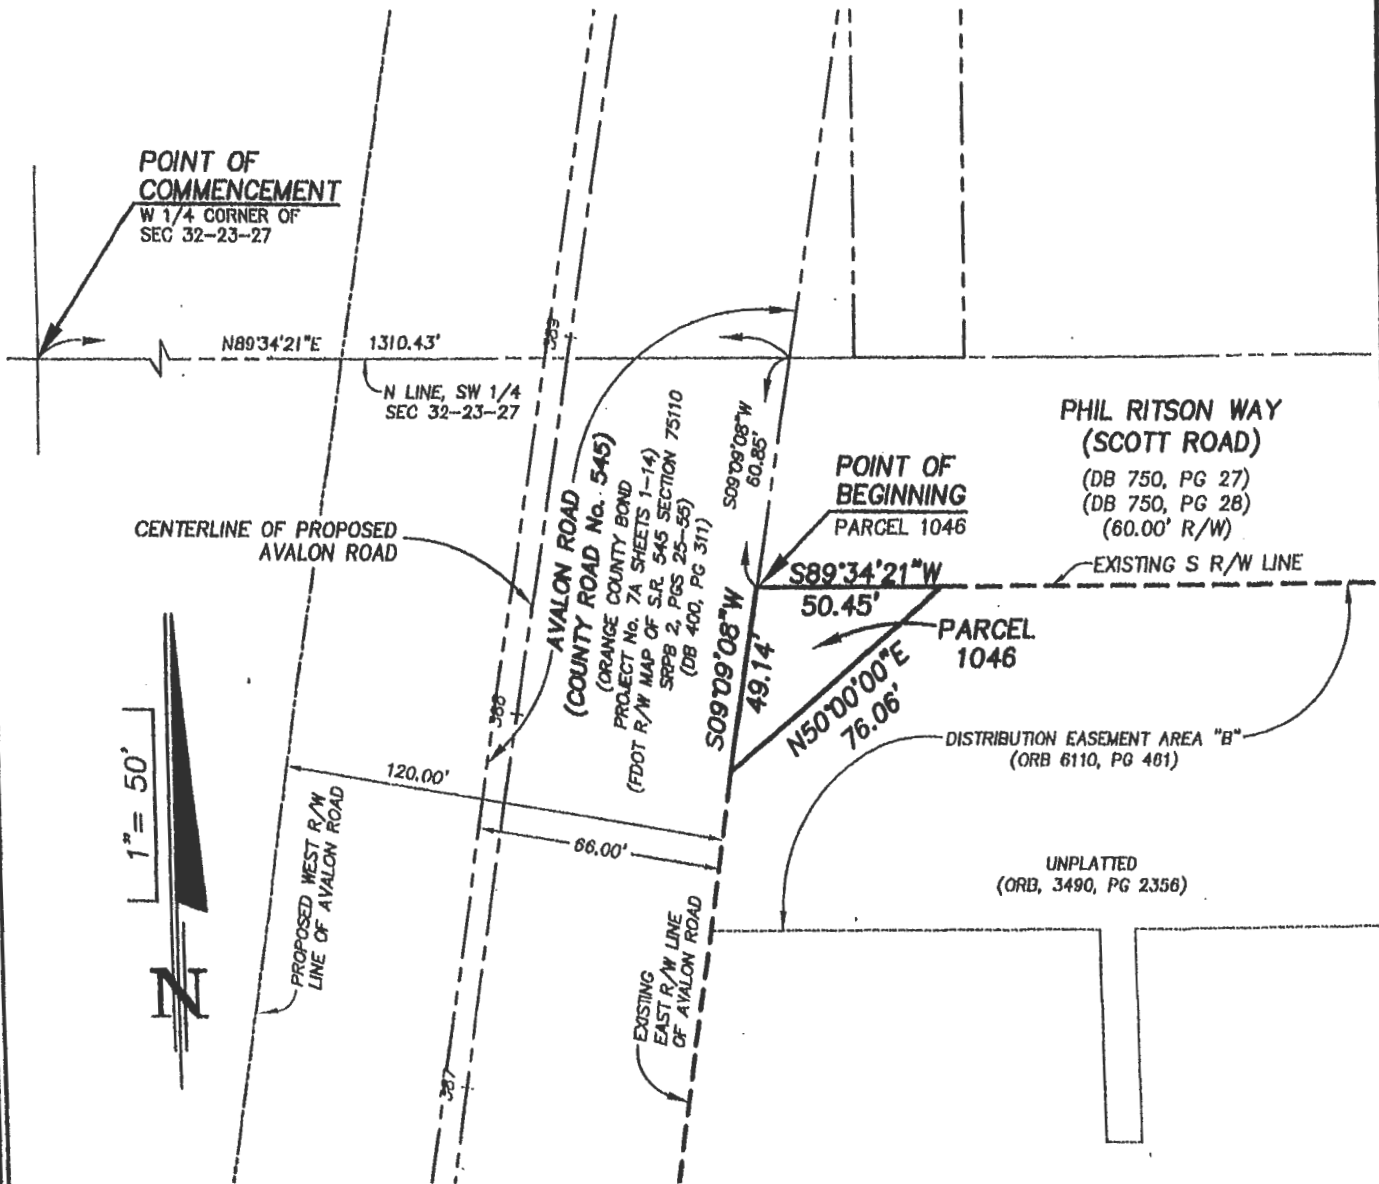 POINT OF
COMMENCEMENT
W 1/4 CORNER OF
SEC 32-23-27
N89°34'21"E 1310.43'
N LINE, SW 1/4
SEC 32-23-27
389
CENTERLINE OF PROPOSED
AVALON ROAD
AVALON ROAD
(COUNTY ROAD No. 545)
(ORANGE COUNTY BOND
PROJECT No. 7A SHEETS 1-14)
(FDOT R/W MAP OF S.R. 545 SECTION 75110
SRPB 2, PGS 25-55)
(DB 400, PG 311)
S09°09'08"W
60.85'
POINT OF
BEGINNING
PARCEL 1046
PHIL RITSON WAY
(SCOTT ROAD)
(DB 750, PG 27)
(DB 750, PG 28)
(60.00' R/W)
EXISTING S R/W LINE
S89°34'21"W
50.45'
S09°09'08"W
49.14'
PARCEL
1046
N50°00'00"E
76.06'
388
DISTRIBUTION EASEMENT AREA "B"
(ORB 6110, PG 461)
1"= 50'
120.00'
66.00'
PROPOSED WEST R/W
LINE OF AVALON ROAD
UNPLATTED
(ORB, 3490, PG 2356)
EXISTING
EAST R/W LINE
OF AVALON ROAD
N
387